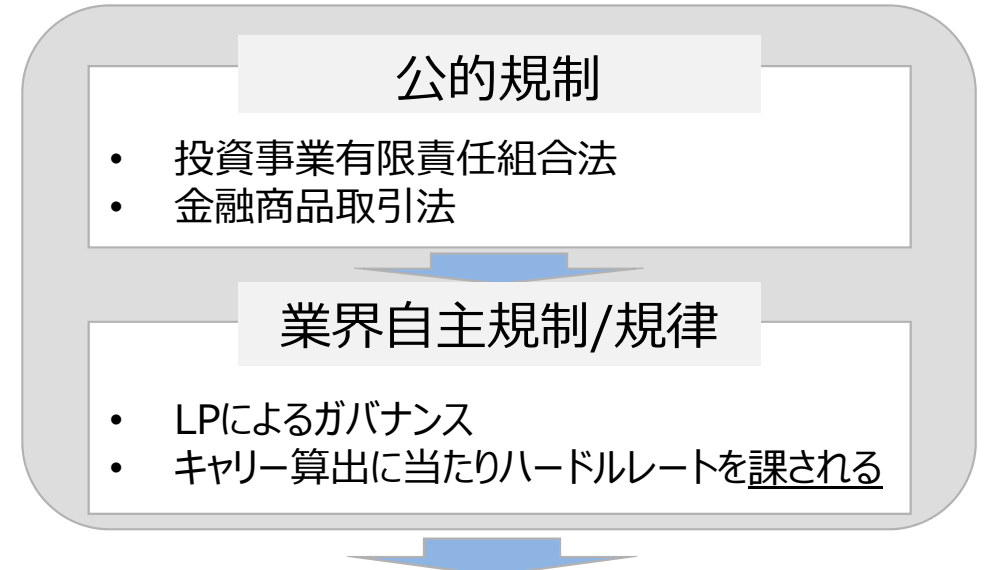 公的規制
• 投資事業有限責任組合法
• 金融商品取引法
業界自主規制/規律
• LPによるガバナンス
• キャリー算出に当たりハードルレートを課される